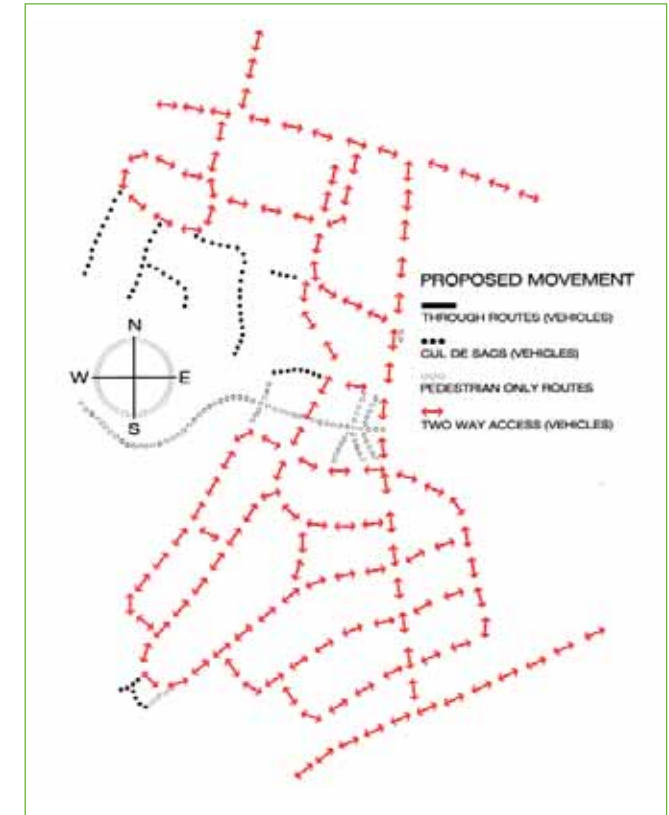 PROPOSED MOVEMENT
THROUGH ROUTES (VEHICLES)
CUL DE SACS (VEHICLES)
PEDESTRIAN ONLY ROUTES
TWO WAY ACCESS (VEHICLES)
N
W E
S